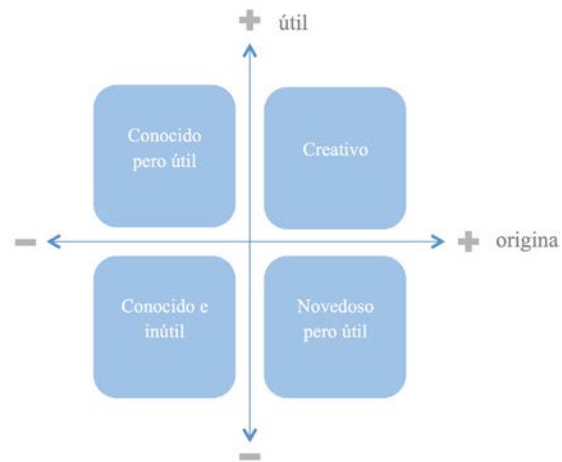 útil
Conocido
pero útil
Creativo
origina
Conocido e
inútil
Novedoso
pero útil